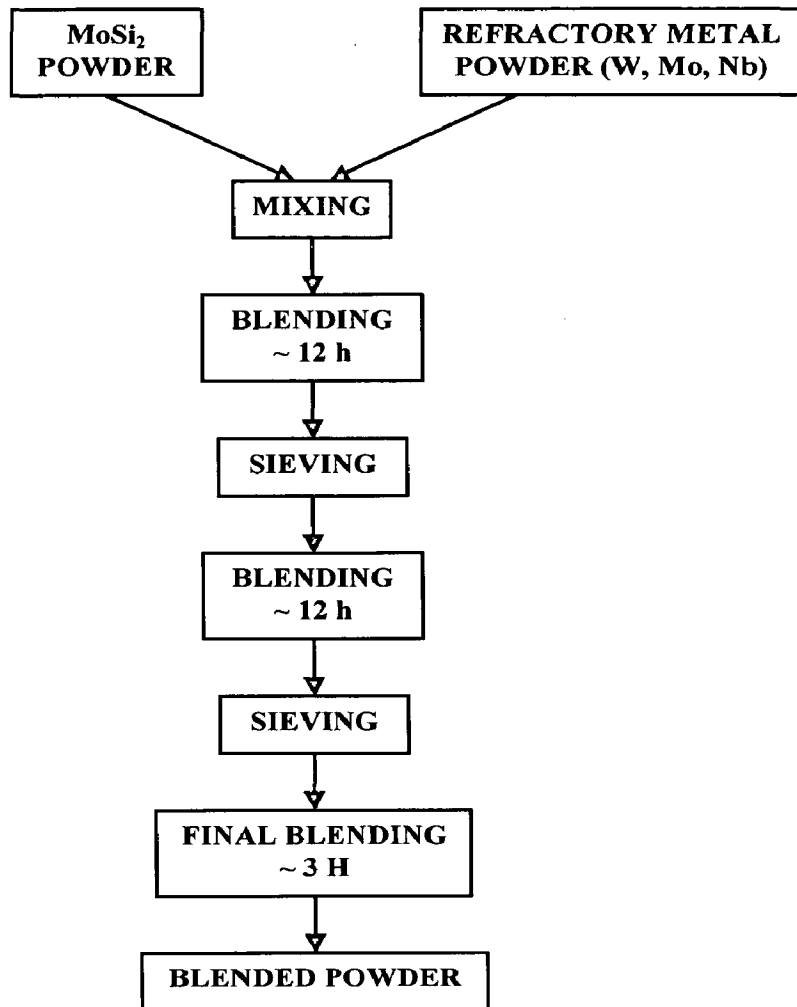 MoSi₂
POWDER
REFRACTORY METAL
POWDER (W, Mo, Nb)
MIXING
BLENDING
~ 12 h
SIEVING
BLENDING
~ 12 h
SIEVING
FINAL BLENDING
~ 3 H
BLENDED POWDER